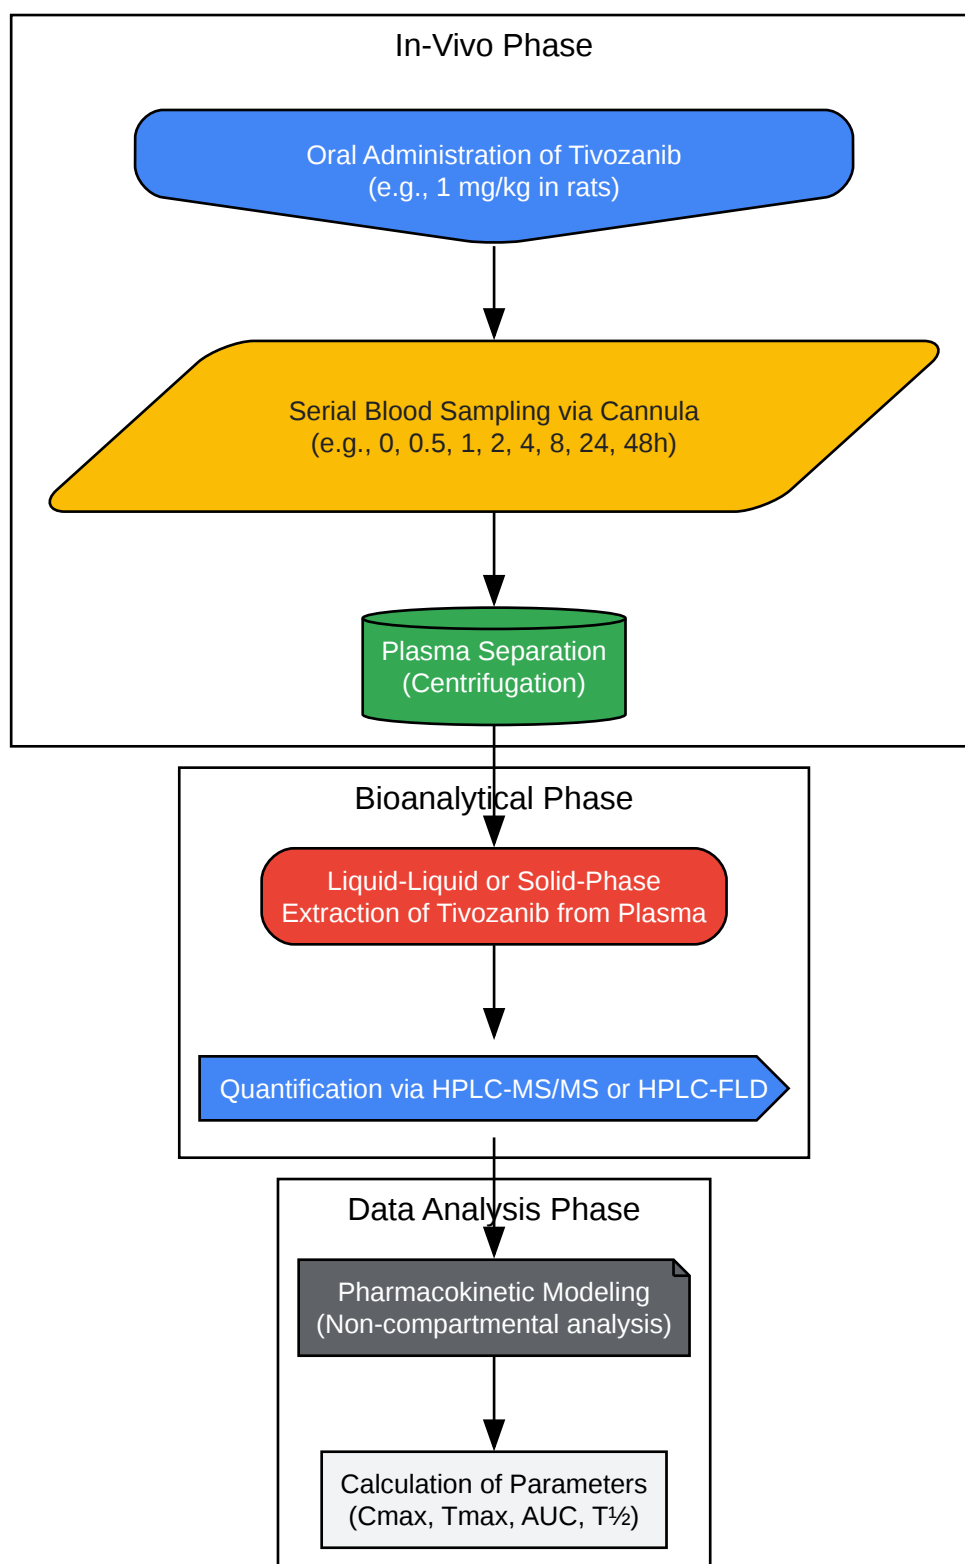 In-Vivo Phase
Oral Administration of Tivozanib
(e.g., 1 mg/kg in rats)
Serial Blood Sampling via Cannula
(e.g., 0, 0.5, 1, 2, 4, 8, 24, 48h)
Plasma Separation
(Centrifugation)
Bioanalytical Phase
Liquid-Liquid or Solid-Phase
Extraction of Tivozanib from Plasma
Quantification via HPLC-MS/MS or HPLC-FLD
Data Analysis Phase
Pharmacokinetic Modeling
(Non-compartmental analysis)
Calculation of Parameters
(Cmax, Tmax, AUC, T½)